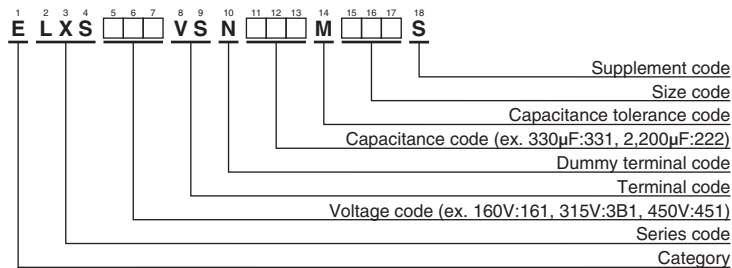 1 2 3 4 5 6 7 8 9 10 11 12 13 14 15 16 17 18
E L X S V S N M S
Supplement code
Size code
Capacitance tolerance code
Capacitance code (ex. 330µF:331, 2,200µF:222)
Dummy terminal code
Terminal code
Voltage code (ex. 160V:161, 315V:3B1, 450V:451)
Series code
Category